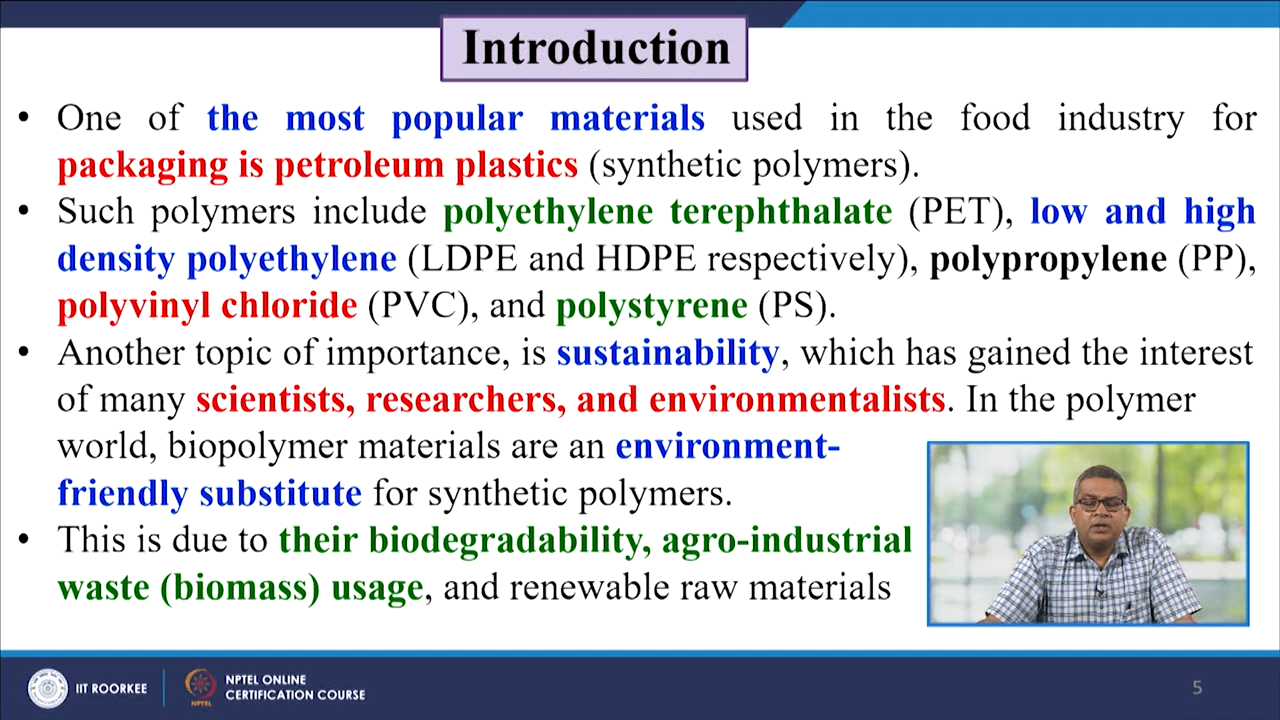 Introduction
• One of the most popular materials used in the food industry for
packaging is petroleum plastics (synthetic polymers).
• Such polymers include polyethylene terephthalate (PET), low and high
density polyethylene (LDPE and HDPE respectively), polypropylene (PP),
polyvinyl chloride (PVC), and polystyrene (PS).
• Another topic of importance, is sustainability, which has gained the interest
of many scientists, researchers, and environmentalists. In the polymer
world, biopolymer materials are an environment-
friendly substitute for synthetic polymers.
• This is due to their biodegradability, agro-industrial
waste (biomass) usage, and renewable raw materials
IIT ROORKEE
NPTEL
NPTEL ONLINE
CERTIFICATION COURSE
5